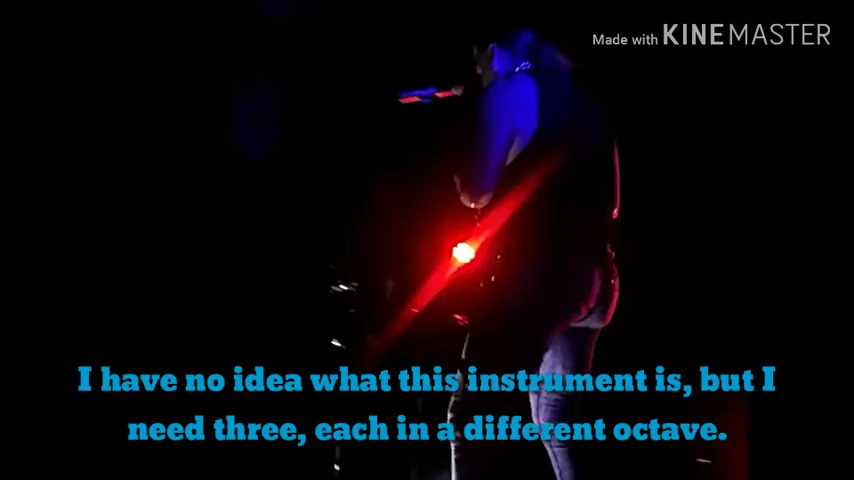 Made with KINEMASTER
I have no idea what this instrument is, but I
need three, each in a different octave.